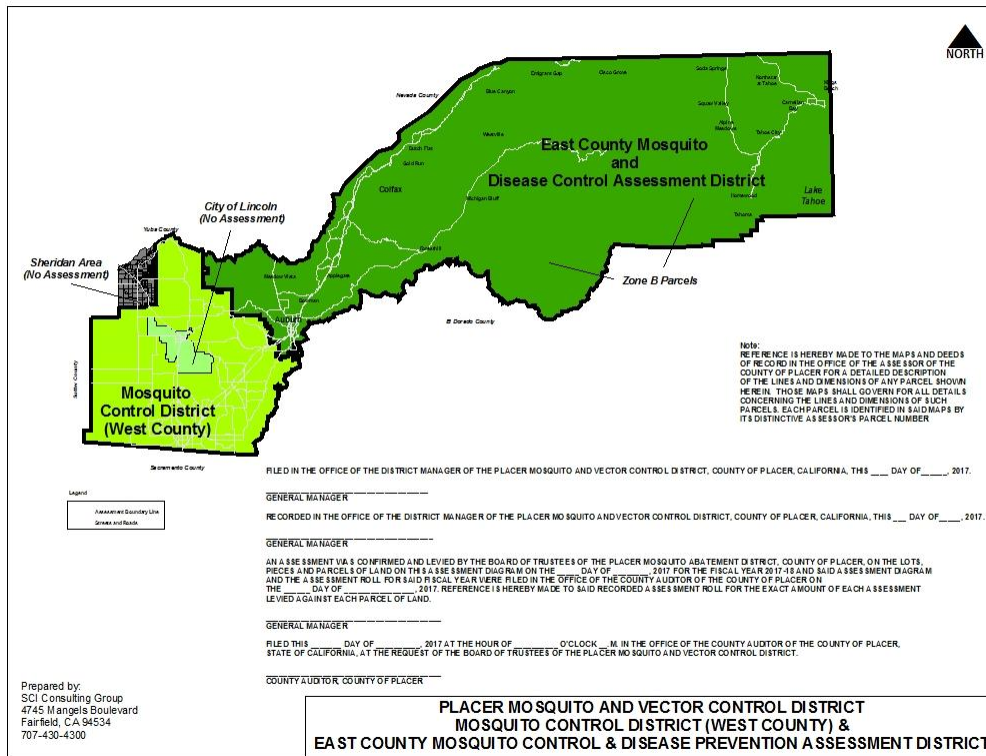 NORTH
Emigrant Gap
Cisco Grove
Soda Springs
Blue Canyon
Nevada County
Squaw Valley
Carnelian Bay
Alpine Meadows
Tahoe City
Westville
Dutch Flat
Gold Run
East County Mosquito
and
Disease Control Assessment District
Colfax
Michigan Bluff
Homewood
Lake
Tahoe
Tahoma
City of Lincoln
(No Assessment)
Yuba County
Sheridan Area
(No Assessment)
Foresthill
Meadow Vista
Applegate
Zone B Parcels
Auburn
El Dorado County
Sutter County
Mosquito
Control District
(West County)
Sacramento County
Note:
REFERENCE IS HEREBY MADE TO THE MAPS AND DEEDS
OF RECORD IN THE OFFICE OF THE ASSESSOR OF THE
COUNTY OF PLACER FOR A DETAILED DESCRIPTION
OF THE LINES AND DIMENSIONS OF ANY PARCEL SHOWN
HEREIN. THOSE MAPS SHALL GOVERN FOR ALL DETAILS
CONCERNING THE LINES AND DIMENSIONS OF SUCH
PARCELS. EACH PARCEL IS IDENTIFIED IN SAID MAPS BY
ITS DISTINCTIVE ASSESSOR'S PARCEL NUMBER
Legend
Assessment Boundary Line
Streets and Roads
FILED IN THE OFFICE OF THE DISTRICT MANAGER OF THE PLACER MOSQUITO AND VECTOR CONTROL DISTRICT, COUNTY OF PLACER, CALIFORNIA, THIS ____ DAY OF______, 2017.
GENERAL MANAGER
RECORDED IN THE OFFICE OF THE DISTRICT MANAGER OF THE PLACER MOSQUITO AND VECTOR CONTROL DISTRICT, COUNTY OF PLACER, CALIFORNIA, THIS ___ DAY OF_____, 2017.
GENERAL MANAGER
AN ASSESSMENT WAS CONFIRMED AND LEVIED BY THE BOARD OF TRUSTEES OF THE PLACER MOSQUITO ABATEMENT DISTRICT, COUNTY OF PLACER, ON THE LOTS,
PIECES AND PARCELS OF LAND ON THIS ASSESSMENT DIAGRAM ON THE _____ DAY OF _________, 2017 FOR THE FISCAL YEAR 2017-18 AND SAID ASSESSMENT DIAGRAM
AND THE ASSESSMENT ROLL FOR SAID FISCAL YEAR WERE FILED IN THE OFFICE OF THE COUNTY AUDITOR OF THE COUNTY OF PLACER ON
THE ______ DAY OF ________________, 2017. REFERENCE IS HEREBY MADE TO SAID RECORDED ASSESSMENT ROLL FOR THE EXACT AMOUNT OF EACH ASSESSMENT
LEVIED AGAINST EACH PARCEL OF LAND.
GENERAL MANAGER
FILED THIS _______ DAY OF __________, 2017 AT THE HOUR OF __________ O'CLOCK __.M. IN THE OFFICE OF THE COUNTY AUDITOR OF THE COUNTY OF PLACER,
STATE OF CALIFORNIA, AT THE REQUEST OF THE BOARD OF TRUSTEES OF THE PLACER MOSQUITO AND VECTOR CONTROL DISTRICT.
COUNTY AUDITOR, COUNTY OF PLACER
Prepared by:
SCI Consulting Group
4745 Mangels Boulevard
Fairfield, CA 94534
707-430-4300
PLACER MOSQUITO AND VECTOR CONTROL DISTRICT
MOSQUITO CONTROL DISTRICT (WEST COUNTY) &
EAST COUNTY MOSQUITO CONTROL & DISEASE PREVENTION ASSESSMENT DISTRICT